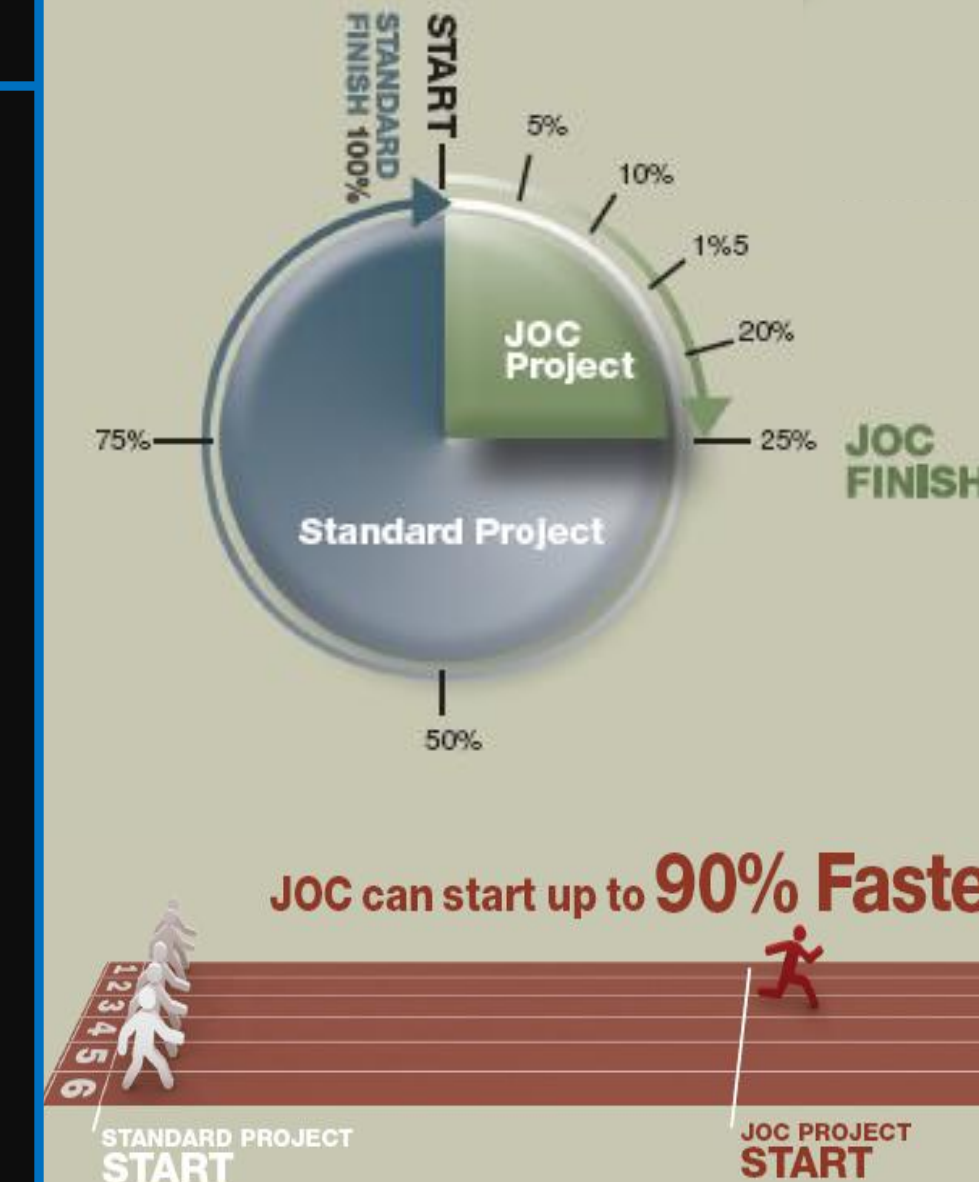 START
STANDARD
FINISH 100%
5%
10%
1%5
20%
JOC
Project
75%
25%
JOC
FINISH
Standard Project
50%
JOC can start up to 90% Faste
1
2
3
4
5
6
STANDARD PROJECT
START
JOC PROJECT
START